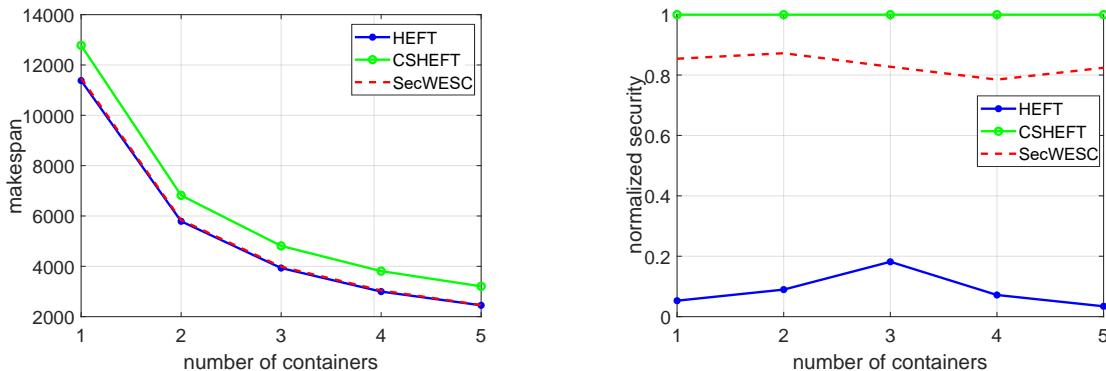 14000
12000
10000
8000
6000
4000
2000
makespan
1 2 3 4 5
number of containers
HEFT
CSHEFT
SecWESC
1
0.8
0.6
0.4
0.2
0
normalized security
1 2 3 4 5
number of containers
HEFT
CSHEFT
SecWESC